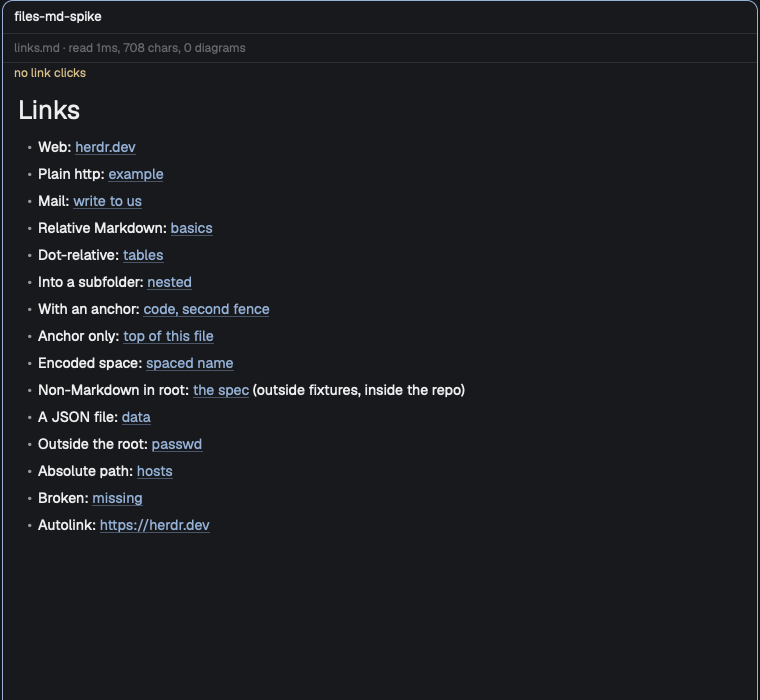 files-md-spike
links.md · read 1ms, 708 chars, 0 diagrams
no link clicks
Links
• Web: herdr.dev
• Plain http: example
• Mail: write to us
• Relative Markdown: basics
• Dot-relative: tables
• Into a subfolder: nested
• With an anchor: code, second fence
• Anchor only: top of this file
• Encoded space: spaced name
• Non-Markdown in root: the spec (outside fixtures, inside the repo)
• A JSON file: data
• Outside the root: passwd
• Absolute path: hosts
• Broken: missing
• Autolink: https://herdr.dev